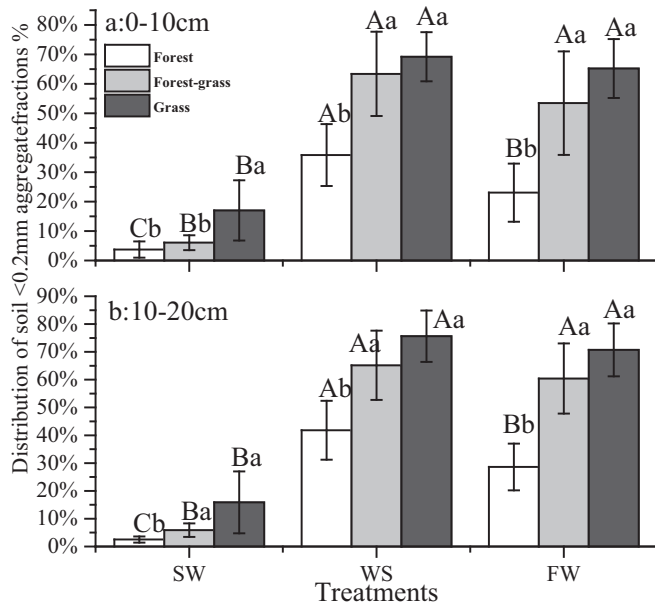 Distribution of soil <0.2mm aggregatefractions %
a:0-10cm
Forest
Forest-grass
Grass
80%
70%
60%
50%
40%
30%
20%
10%
0%
Cb
Bb
Ba
Ab
Aa
Aa
Bb
Aa
Aa
b:10-20cm
90%
80%
70%
60%
50%
40%
30%
20%
10%
0%
Cb
Ba
Ba
Ab
Aa
Aa
Bb
Aa
Aa
SW
WS
FW
Treatments